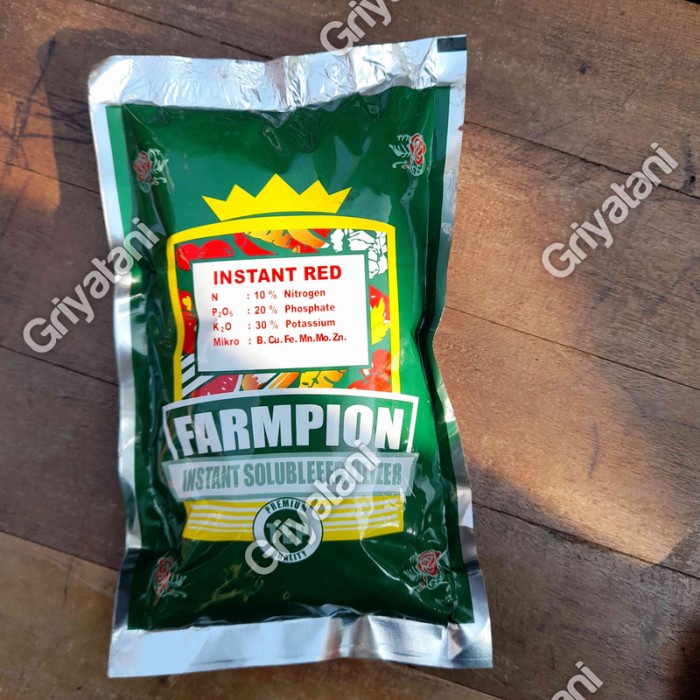 Griyatani
Griyatani
Griyatani
INSTANT RED
N : 10 % Nitrogen
P₂O₅ : 20 % Phosphate
K₂O : 30 % Potassium
Mikro : B. Cu. Fe. Mn. Mo. Zn.
FARMPION
INSTANT
PREMIUM
QUALITY
Griyatani
Griyatani